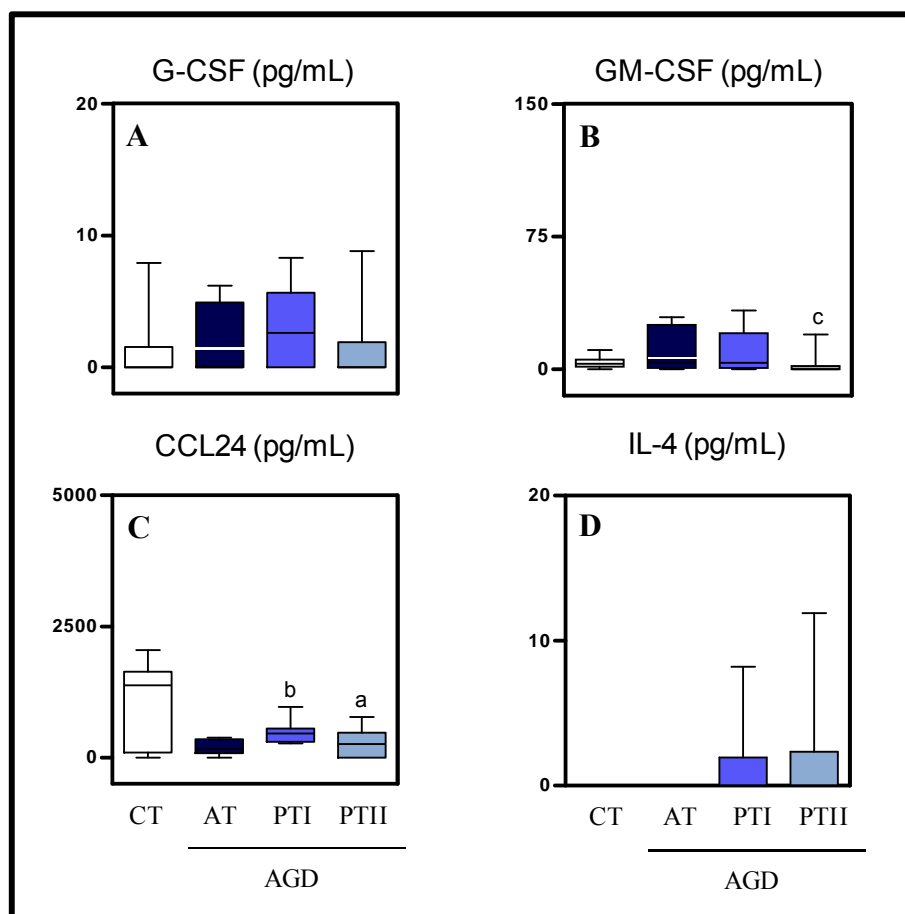 G-CSF (pg/mL)
GM-CSF (pg/mL)
20
A
10
0
150
B
75
c
0
CCL24 (pg/mL)
IL-4 (pg/mL)
5000
C
2500
b
a
0
20
D
10
0
CT AT PTI PTII
AGD
CT AT PTI PTII
AGD